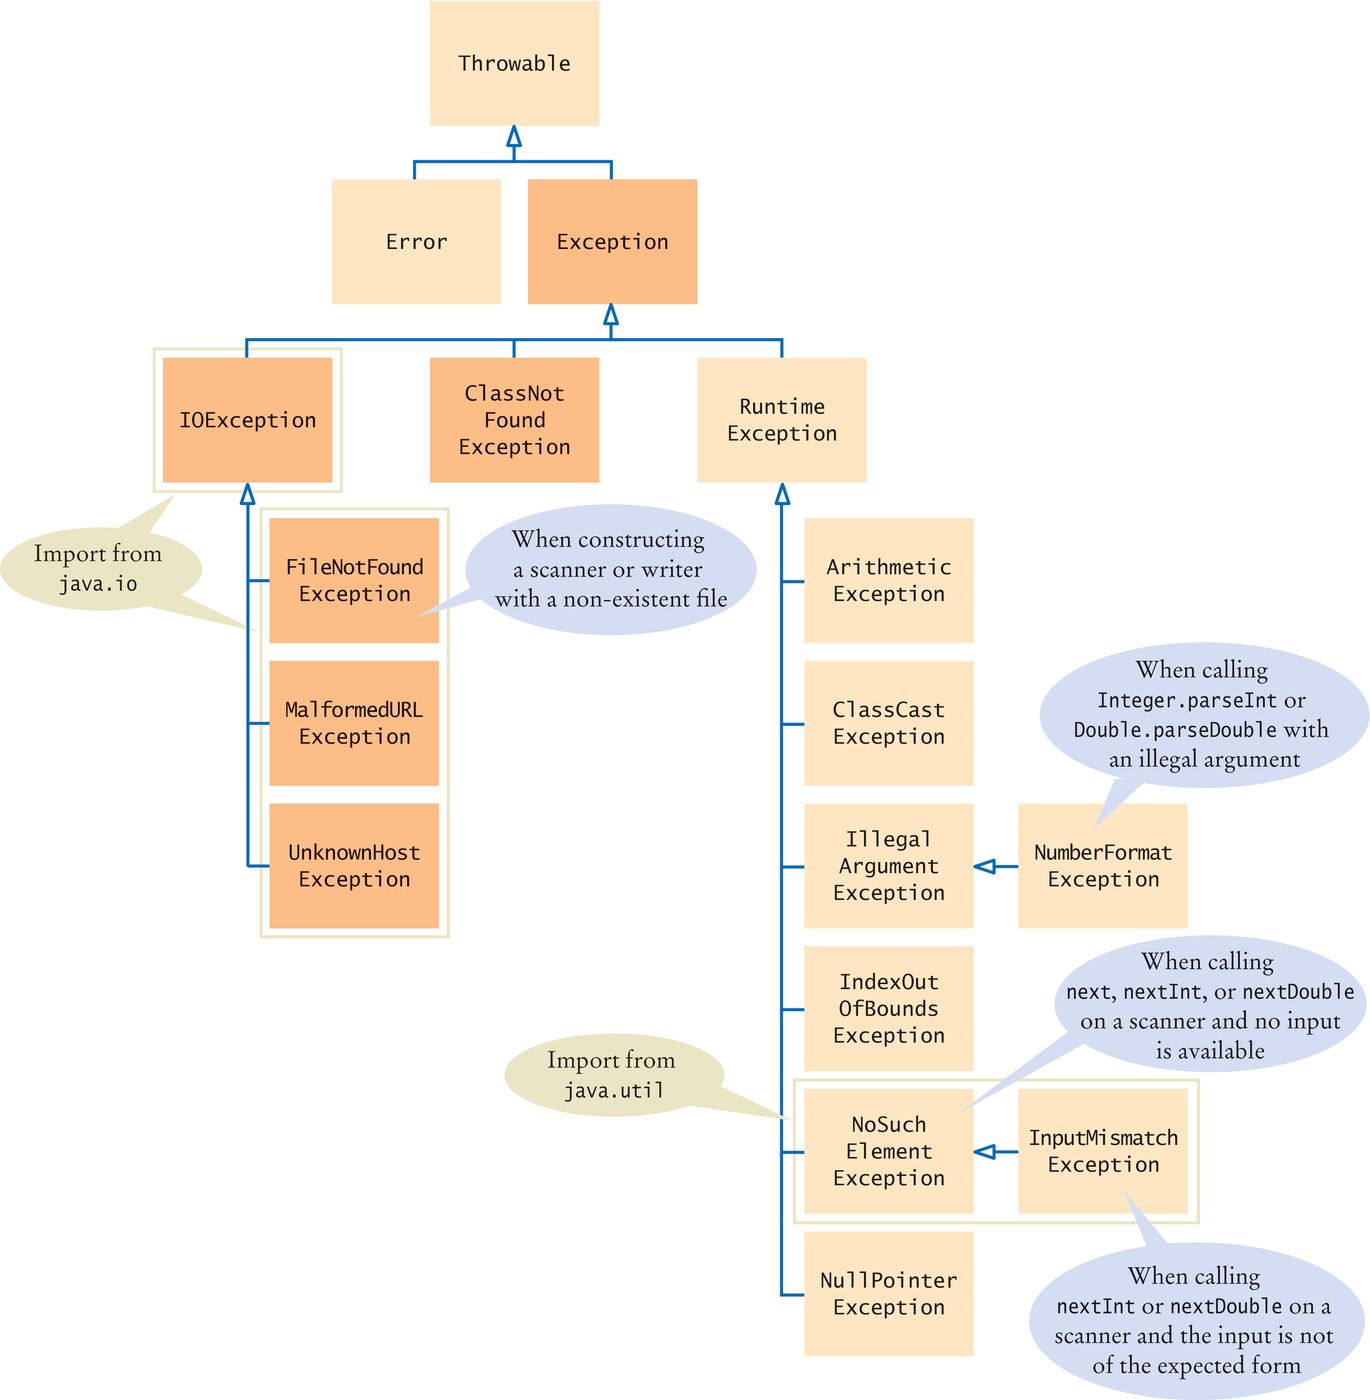 Throwable
Error
Exception
IOException
ClassNot
Found
Exception
Runtime
Exception
Import from
java.io
FileNotFound
Exception
When constructing
a scanner or writer
with a non-existent file
Arithmetic
Exception
MalformedURL
Exception
ClassCast
Exception
When calling
Integer.parseInt or
Double.parseDouble with
an illegal argument
UnknownHost
Exception
Illegal
Argument
Exception
NumberFormat
Exception
IndexOut
OfBounds
Exception
When calling
next, nextInt, or nextDouble
on a scanner and no input
is available
Import from
java.util
NoSuch
Element
Exception
InputMismatch
Exception
NullPointer
Exception
When calling
nextInt or nextDouble on a
scanner and the input is not
of the expected form